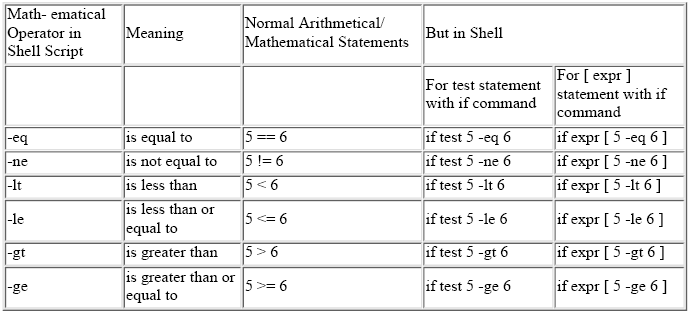 Math- ematical Operator in Shell Script | Meaning | Normal Arithmetical/ Mathematical Statements | But in Shell
For test statement with if command | For [ expr ] statement with if command
-eq | is equal to | 5 == 6 | if test 5 -eq 6 | if expr [ 5 -eq 6 ]
-ne | is not equal to | 5 != 6 | if test 5 -ne 6 | if expr [ 5 -ne 6 ]
-lt | is less than | 5 < 6 | if test 5 -lt 6 | if expr [ 5 -lt 6 ]
-le | is less than or equal to | 5 <= 6 | if test 5 -le 6 | if expr [ 5 -le 6 ]
-gt | is greater than | 5 > 6 | if test 5 -gt 6 | if expr [ 5 -gt 6 ]
-ge | is greater than or equal to | 5 >= 6 | if test 5 -ge 6 | if expr [ 5 -ge 6 ]